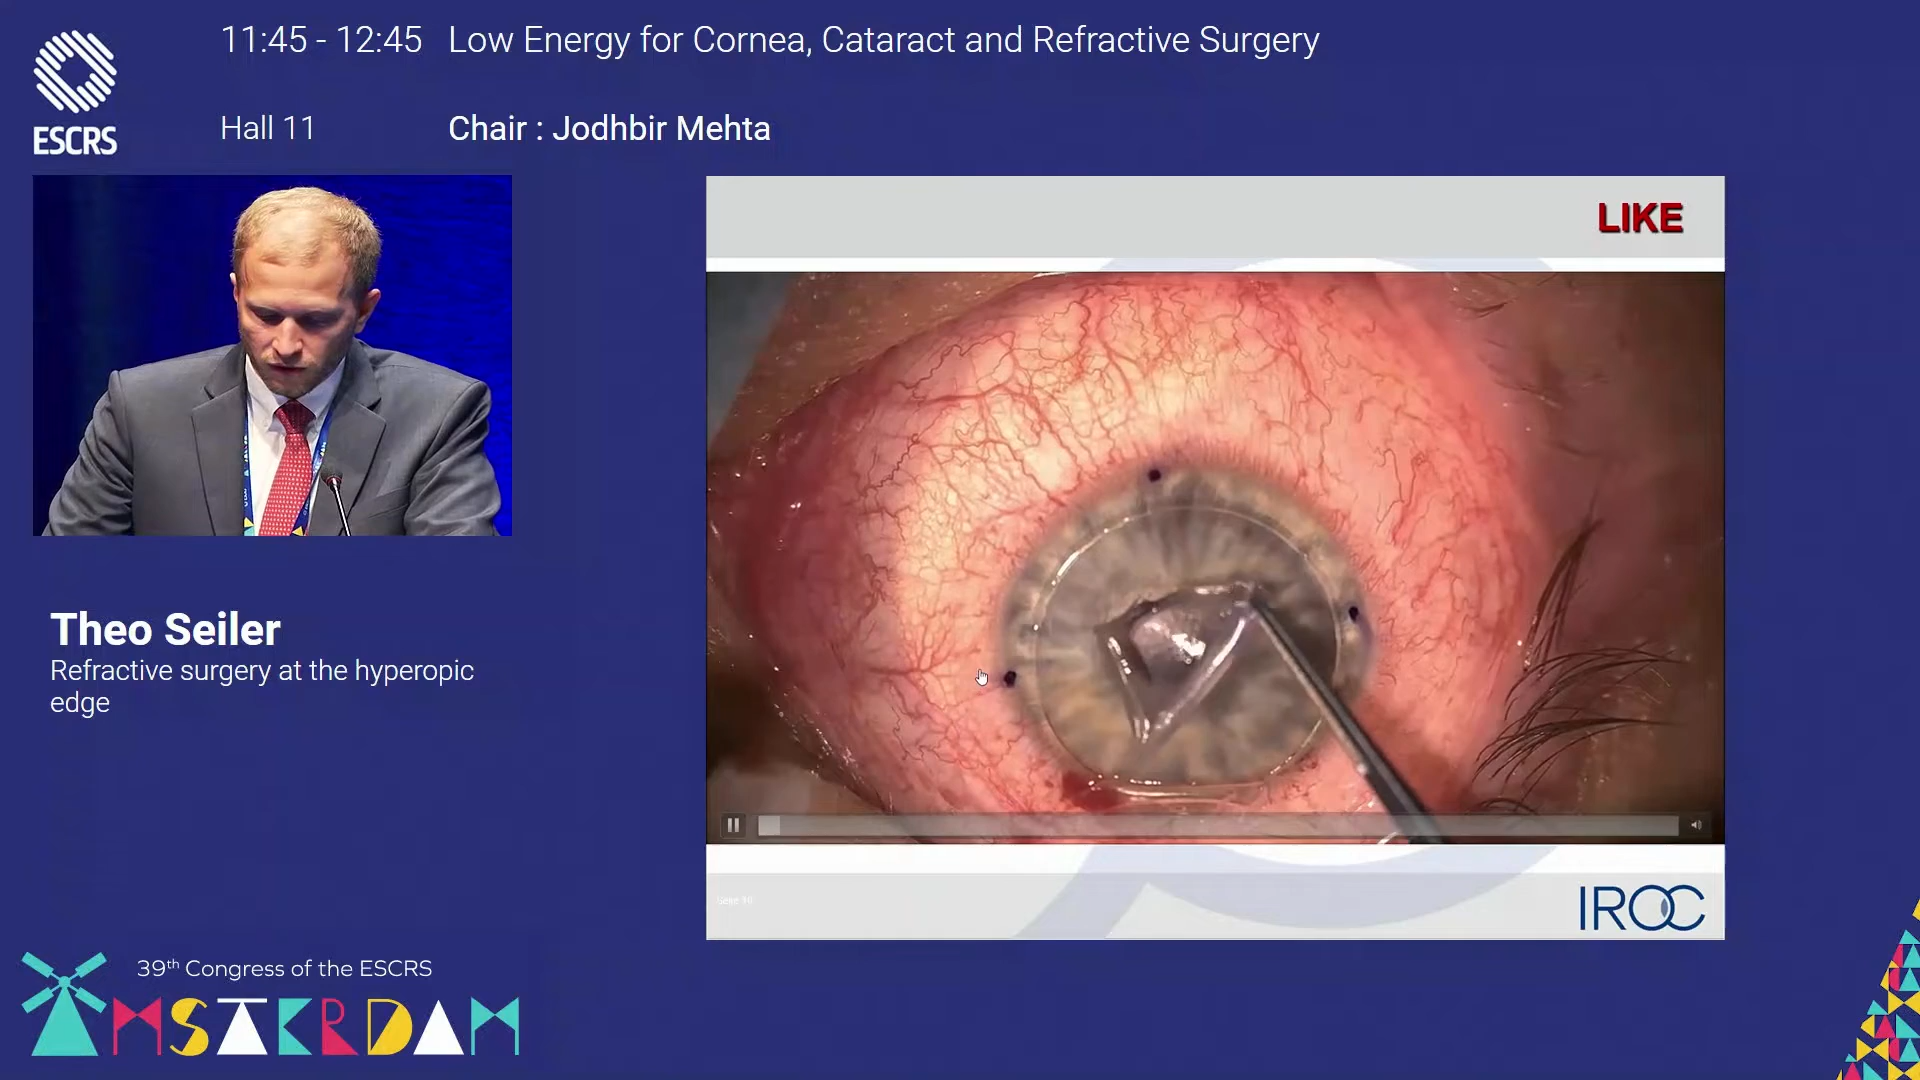 11:45 - 12:45 Low Energy for Cornea, Cataract and Refractive Surgery
ESCRS
Hall 11 Chair : Jodhbir Mehta
LIKE
Theo Seiler
Refractive surgery at the hyperopic
edge
IROC
39th Congress of the ESCRS
AMSTERDAM